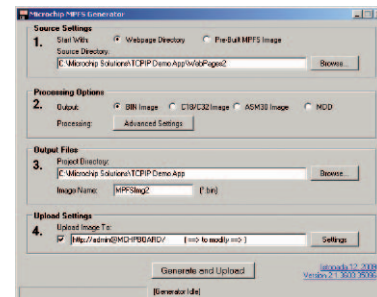 Microchip MPFS Generator
Source Settings
1. Start With: Webpage Directory Pre-Built MPFS Image
Source Directory:
C:\Microchip Solutions\TCPIP Demo App\WebPages2 Browse...
Processing Options
2. Output: BIN Image C18/C32 Image ASM30 Image MDD
Processing: Advanced Settings
Output Files
3. Project Directory:
C:\Microchip Solutions\TCPIP Demo App Browse...
Image Name: MPFSImg2 (*.bin)
Upload Settings
4. Upload Image To:
http://admin@MCHPBOARD/ ( ==> to modify ==> ) Settings
Generate and Upload
listopada 12, 2009
[Generator Idle]